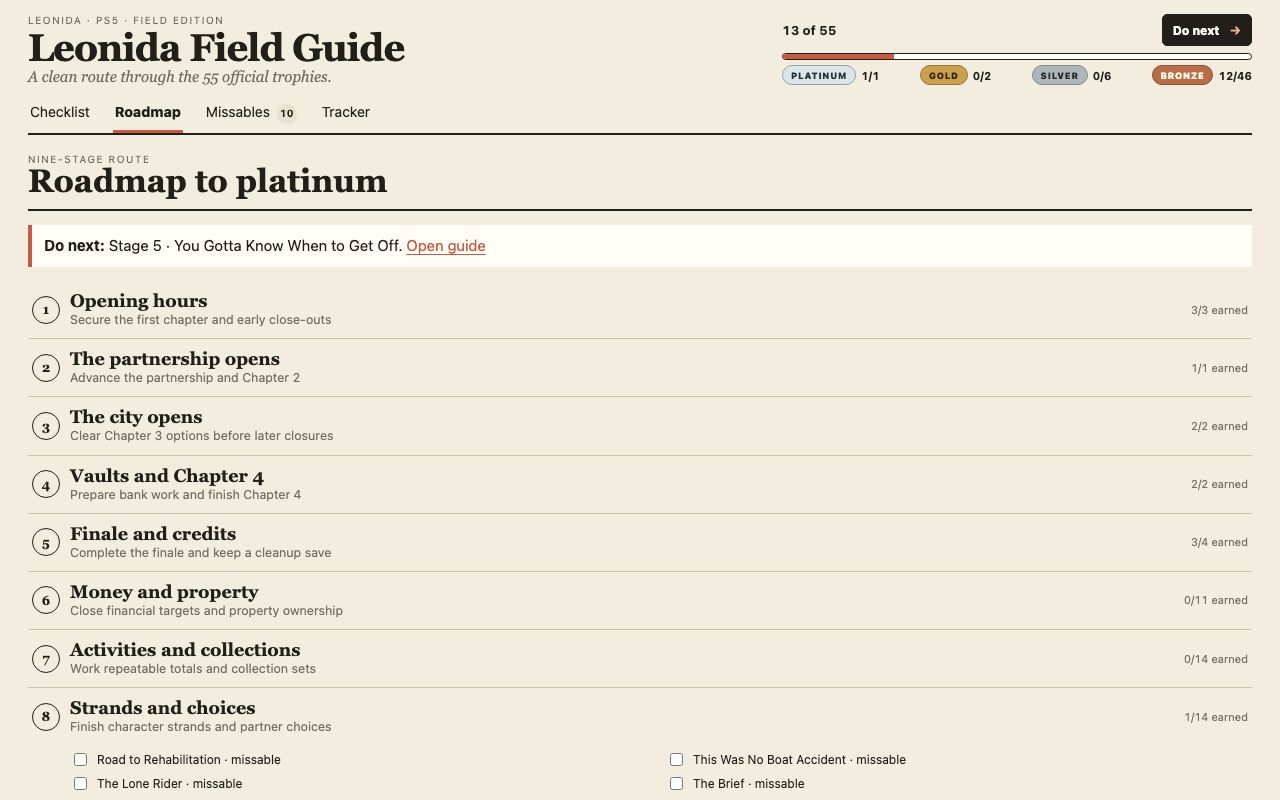 LEONIDA · PS5 · FIELD EDITION
Leonida Field Guide
A clean route through the 55 official trophies.
13 of 55
Do next →
PLATINUM 1/1
GOLD 0/2
SILVER 0/6
BRONZE 12/46
Checklist
Roadmap
Missables 10
Tracker
NINE-STAGE ROUTE
Roadmap to platinum
Do next: Stage 5 · You Gotta Know When to Get Off. Open guide
1
Opening hours
Secure the first chapter and early close-outs
3/3 earned
2
The partnership opens
Advance the partnership and Chapter 2
1/1 earned
3
The city opens
Clear Chapter 3 options before later closures
2/2 earned
4
Vaults and Chapter 4
Prepare bank work and finish Chapter 4
2/2 earned
5
Finale and credits
Complete the finale and keep a cleanup save
3/4 earned
6
Money and property
Close financial targets and property ownership
0/11 earned
7
Activities and collections
Work repeatable totals and collection sets
0/14 earned
8
Strands and choices
Finish character strands and partner choices
1/14 earned
Road to Rehabilitation · missable
This Was No Boat Accident · missable
The Lone Rider · missable
The Brief · missable